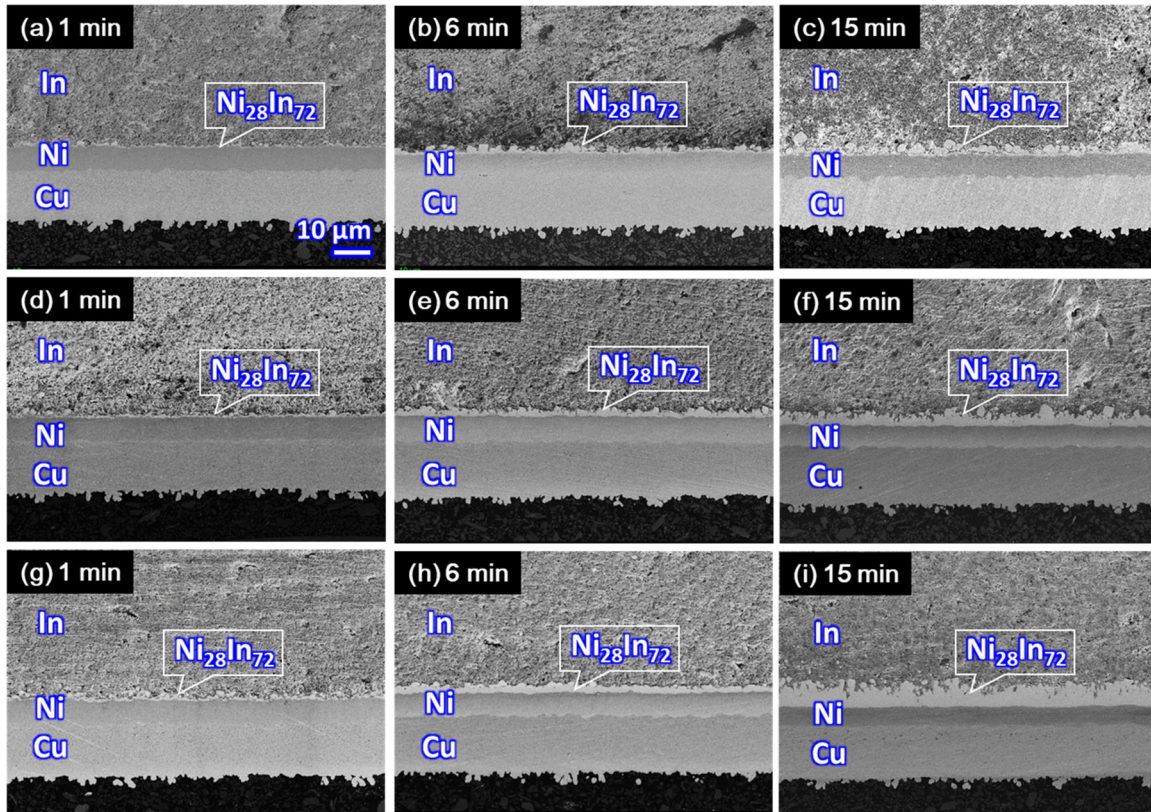 (a) 1 min
In
Ni₂₈In₇₂
Ni
Cu
10 μm
(b) 6 min
In
Ni₂₈In₇₂
Ni
Cu
(c) 15 min
In
Ni₂₈In₇₂
Ni
Cu
(d) 1 min
In
Ni₂₈In₇₂
Ni
Cu
(e) 6 min
In
Ni₂₈In₇₂
Ni
Cu
(f) 15 min
In
Ni₂₈In₇₂
Ni
Cu
(g) 1 min
In
Ni₂₈In₇₂
Ni
Cu
(h) 6 min
In
Ni₂₈In₇₂
Ni
Cu
(i) 15 min
In
Ni₂₈In₇₂
Ni
Cu